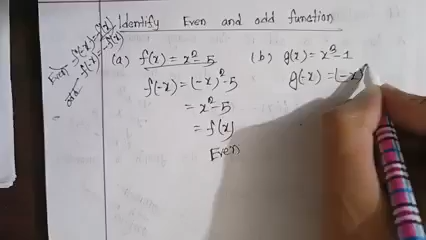 Identify Even and odd function
Even f(-x) = f(x)
odd f(-x) = -f(x)
(a) f(x) = x² - 5
f(-x) = (-x)² - 5
= x² - 5
= f(x)
Even
(b) g(x) = x³ - 1
g(-x) = (-x)